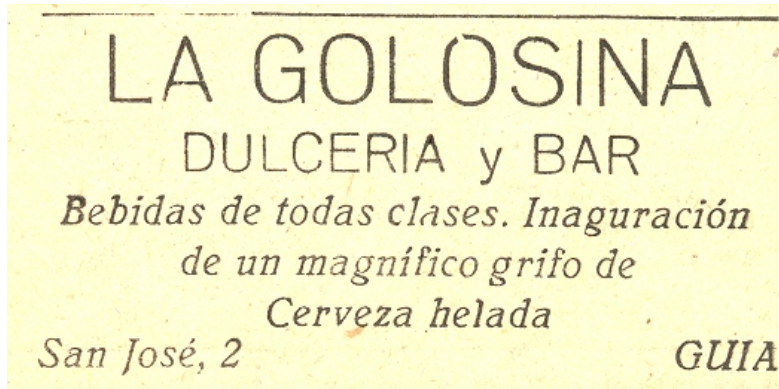 LA GOLOSINA
DULCERIA y BAR
Bebidas de todas clases. Inaguración
de un magnífico grifo de
Cerveza helada
San José, 2 GUIA